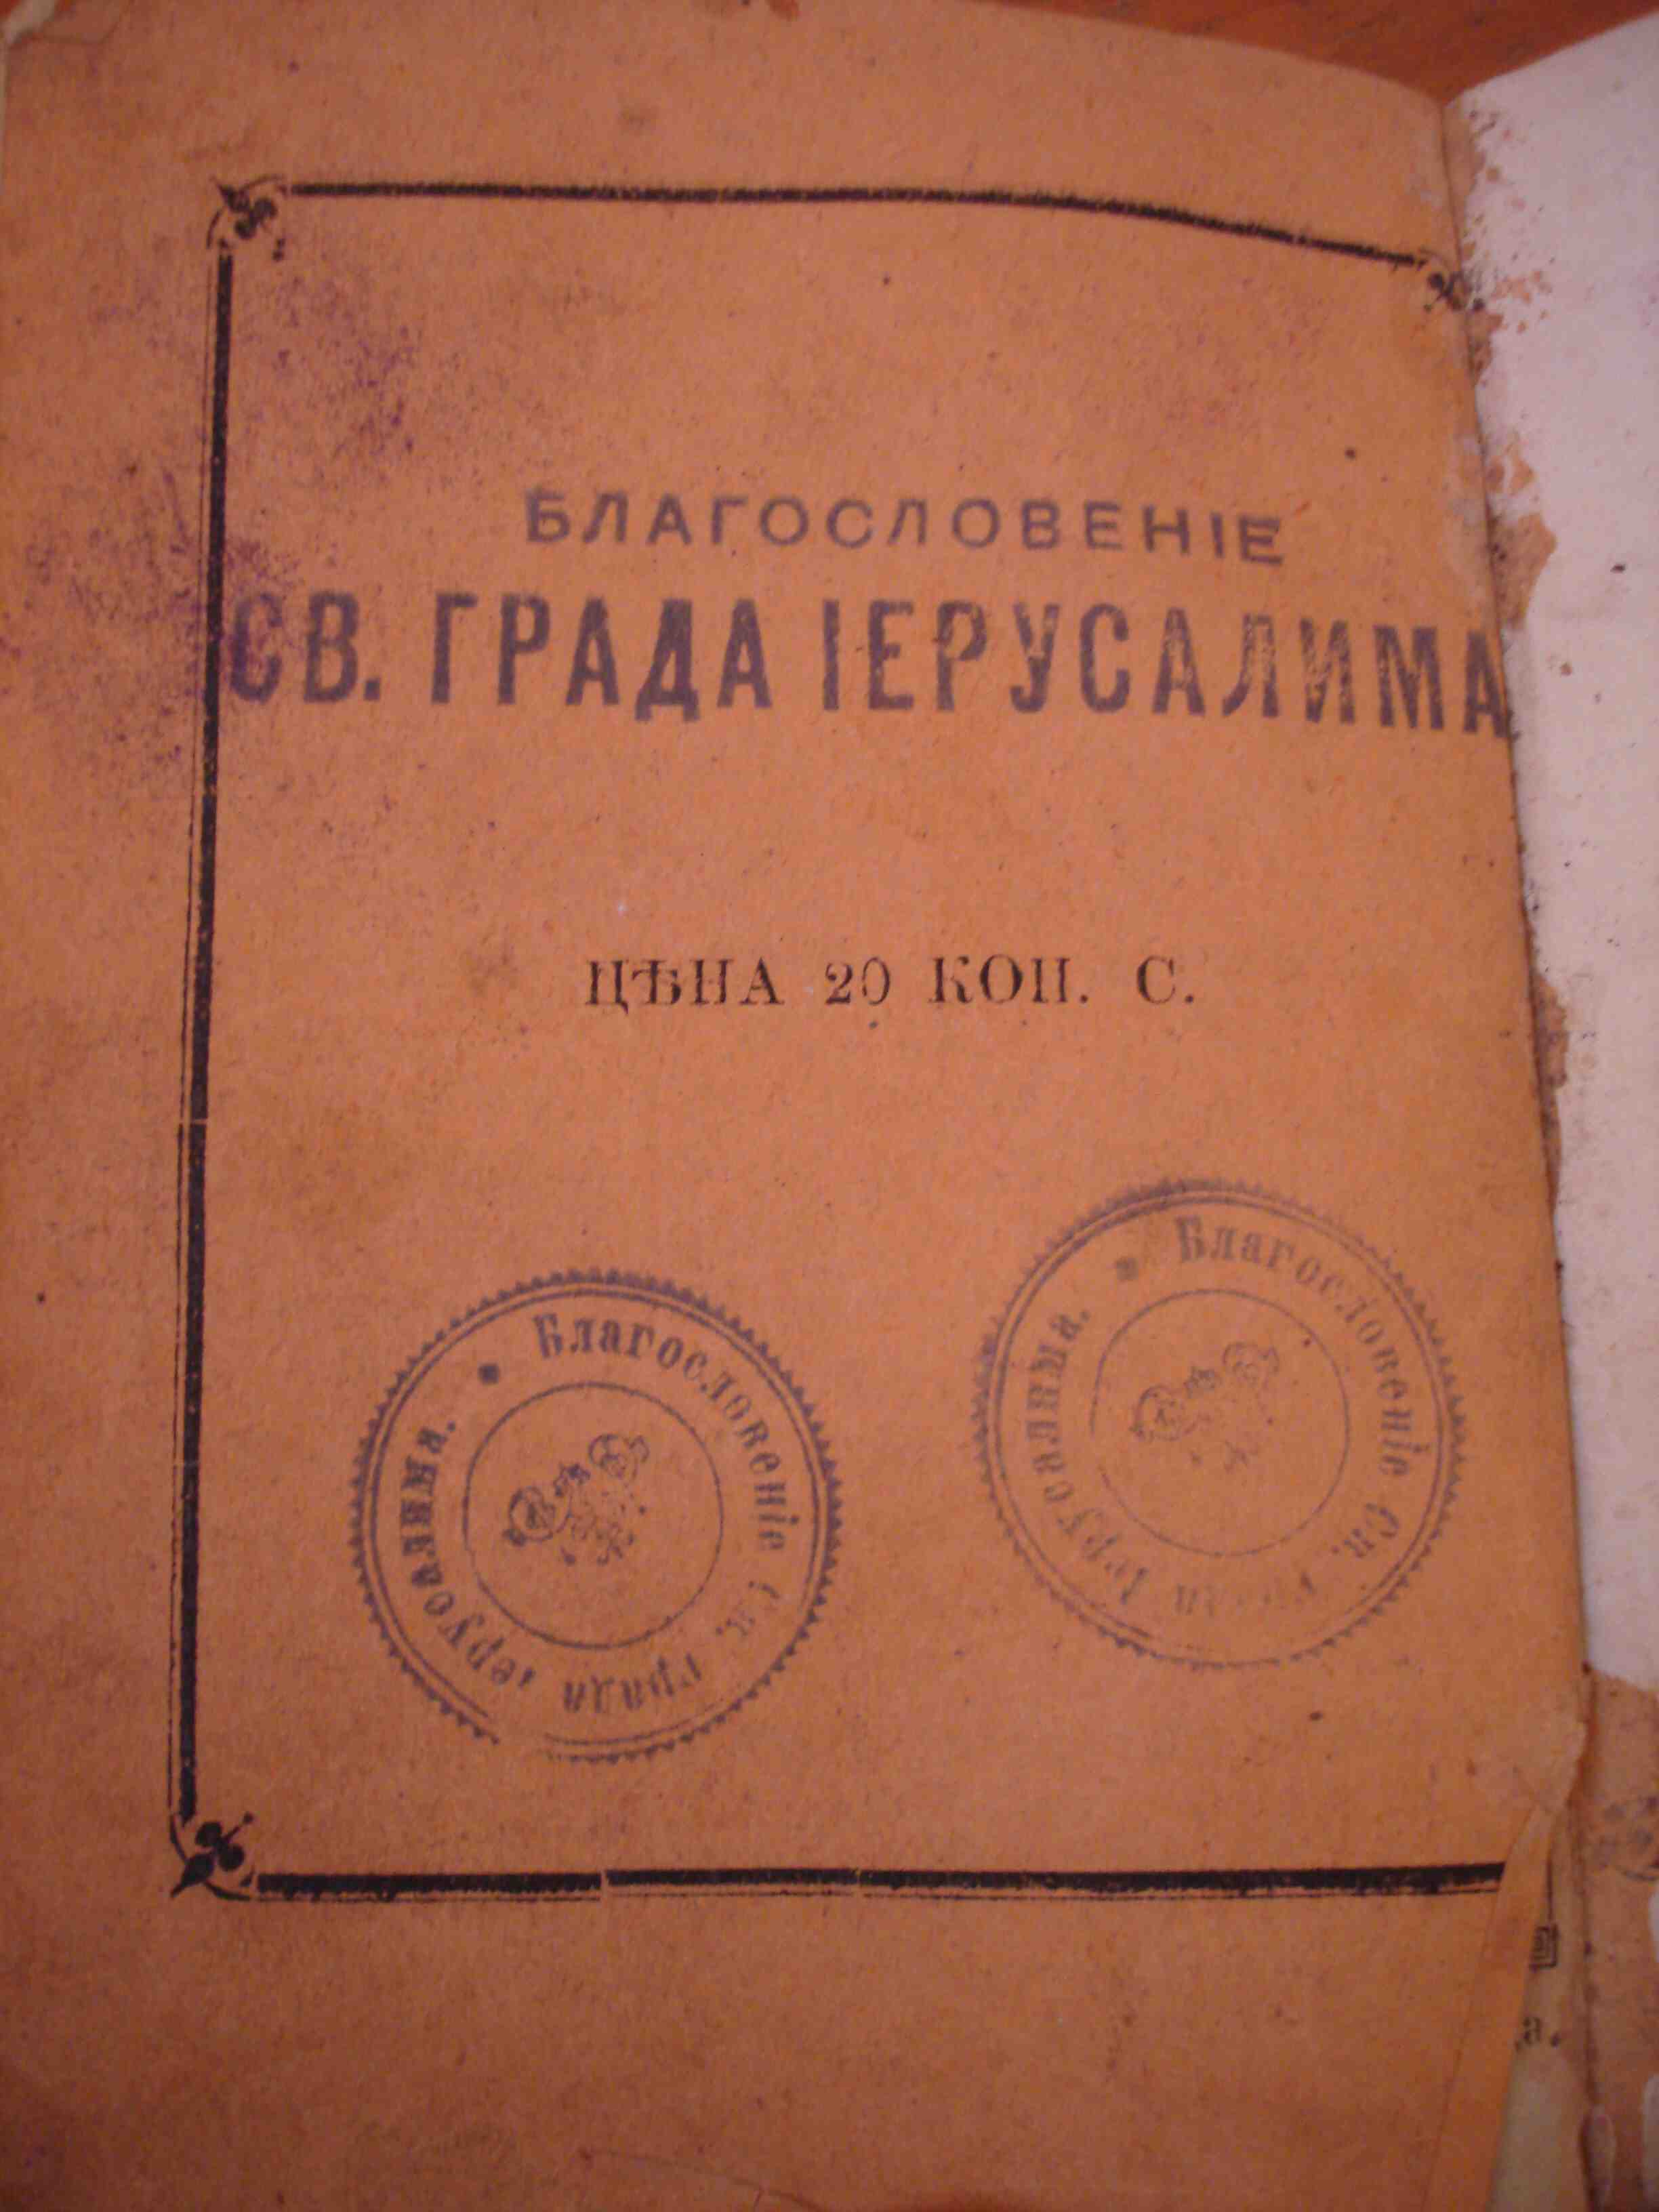 БЛАГОСЛОВЕНІЕ
СВ. ГРАДА ІЕРУСАЛИМА
ЦѢНА 20 КОП. С.
Благословеніе Св. Града Іерусалима.
Благословеніе Св. Града Іерусалима.